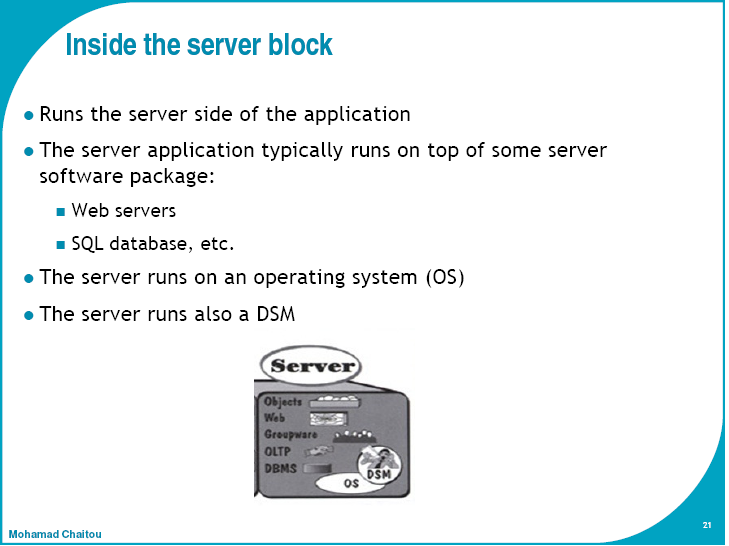 Inside the server block
Runs the server side of the application
The server application typically runs on top of some server
software package:
Web servers
SQL database, etc.
The server runs on an operating system (OS)
The server runs also a DSM
Server
Objects
Web
Groupware
OLTP
DBMS
DSM
OS
21
Mohamad Chaitou